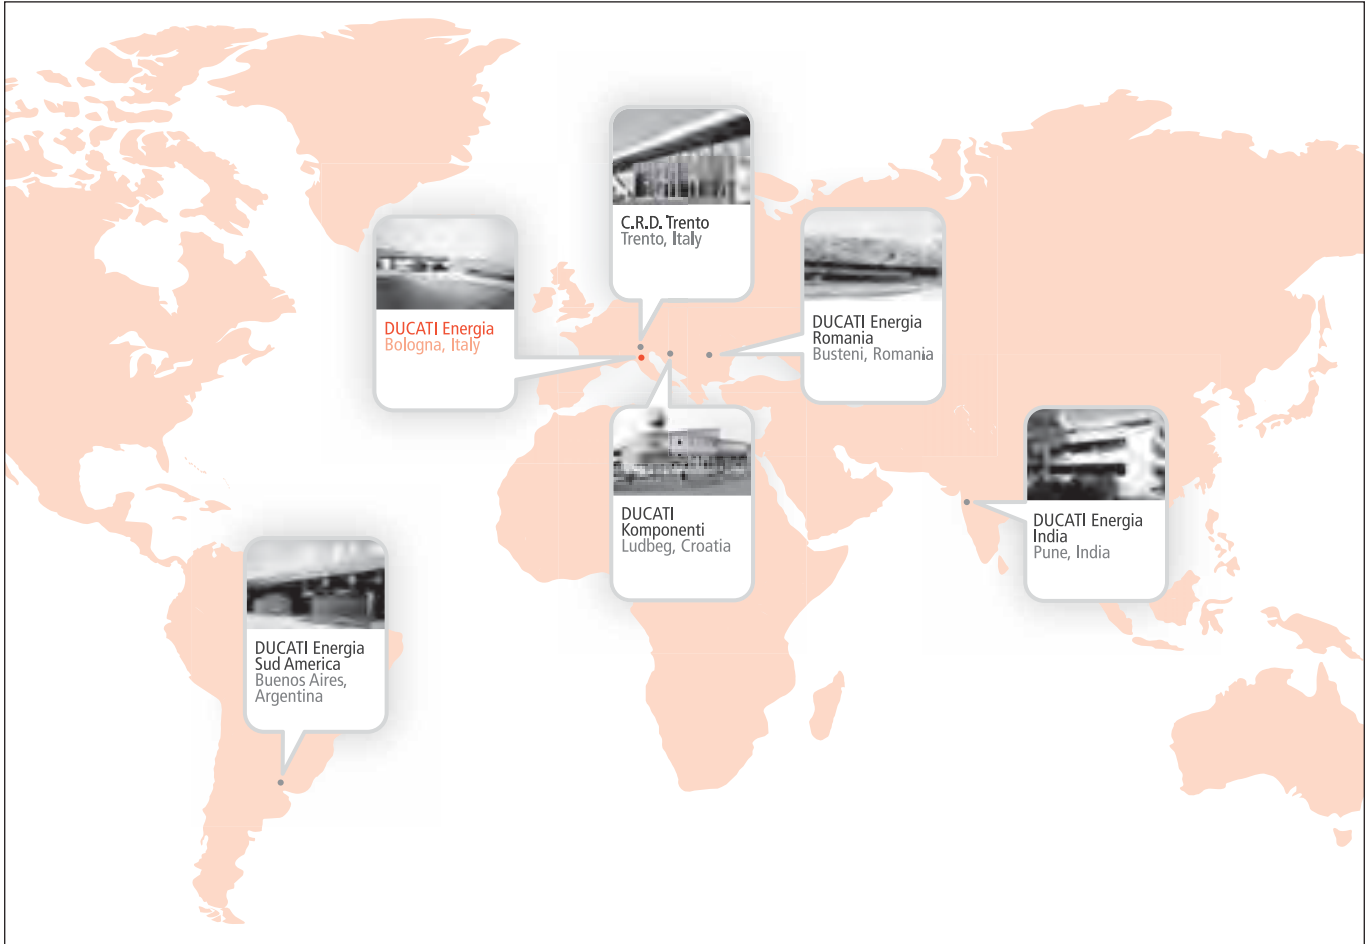 C.R.D. Trento
Trento, Italy
DUCATI Energia
Bologna, Italy
DUCATI Energia
Romania
Busteni, Romania
DUCATI
Komponenti
Ludbeg, Croatia
DUCATI Energia
India
Pune, India
DUCATI Energia
Sud America
Buenos Aires,
Argentina